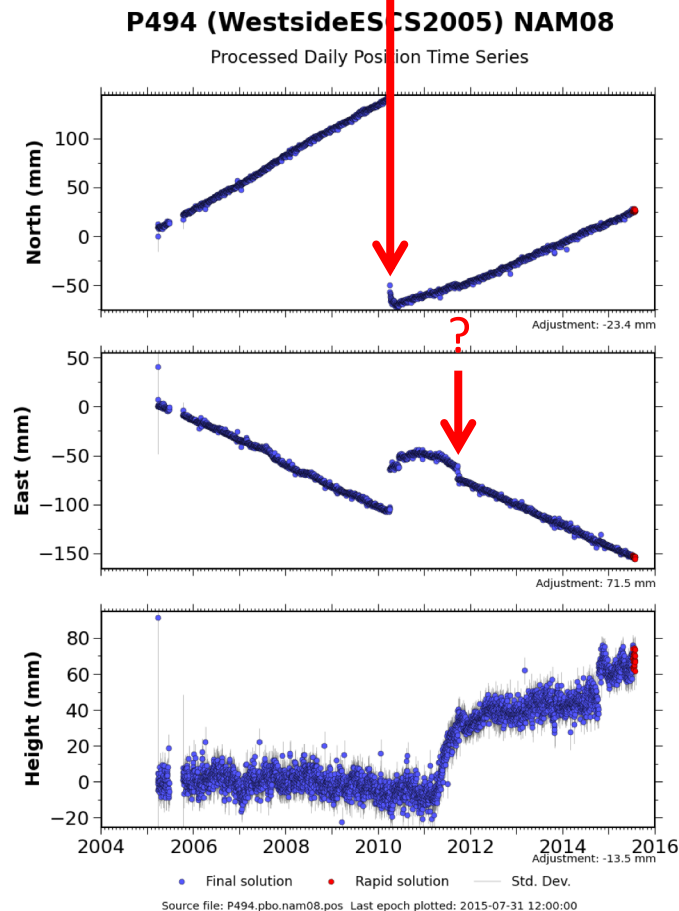 P494 (WestsideESCS2005) NAM08
Processed Daily Position Time Series
North (mm)
100
50
0
−50
Adjustment: -23.4 mm
?
East (mm)
50
0
−50
−100
−150
Adjustment: 71.5 mm
Height (mm)
80
60
40
20
0
−20
2004 2006 2008 2010 2012 2014 2016
Adjustment: -13.5 mm
Final solution Rapid solution Std. Dev.
Source file: P494.pbo.nam08.pos Last epoch plotted: 2015-07-31 12:00:00